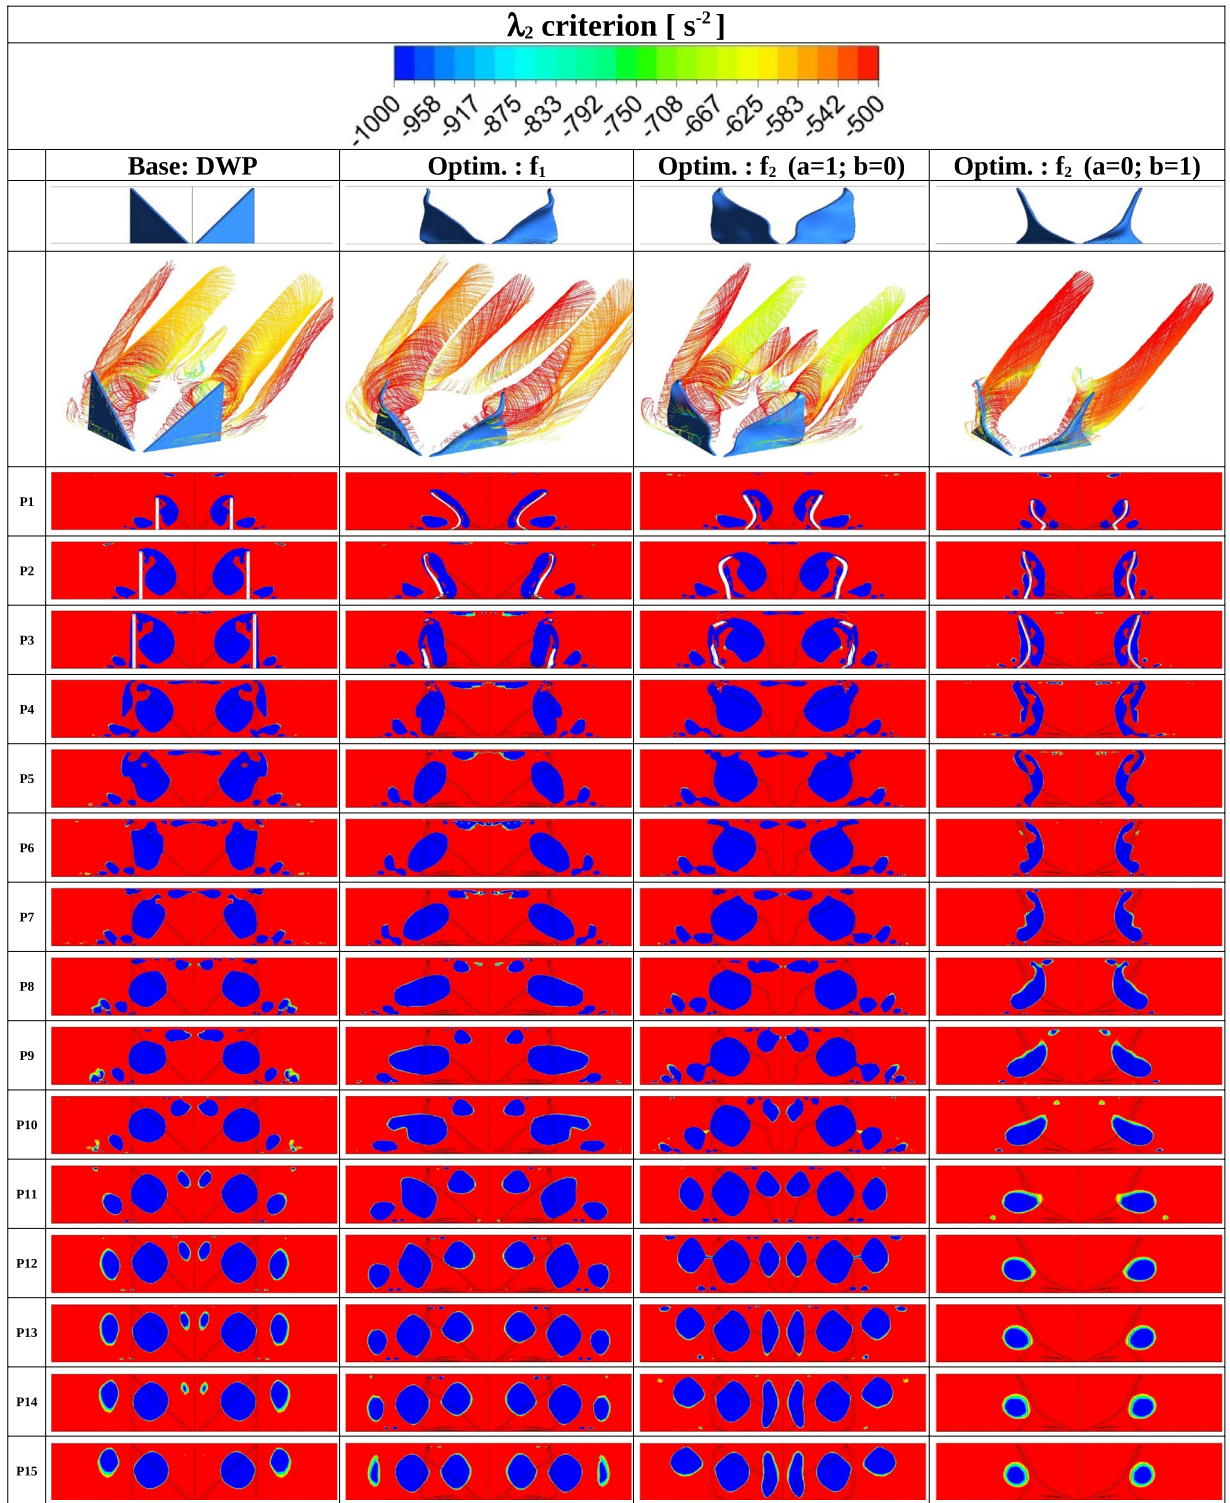 λ₂ criterion [ s⁻² ]
-1000 -958 -917 -875 -833 -792 -750 -708 -667 -625 -583 -542 -500
Base: DWP Optim. : f₁ Optim. : f₂ (a=1; b=0) Optim. : f₂ (a=0; b=1)
P1
P2
P3
P4
P5
P6
P7
P8
P9
P10
P11
P12
P13
P14
P15